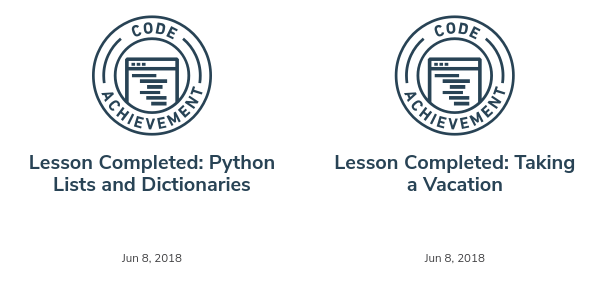 CODE
ACHIEVEMENT
Lesson Completed: Python
Lists and Dictionaries
Jun 8, 2018
CODE
ACHIEVEMENT
Lesson Completed: Taking
a Vacation
Jun 8, 2018